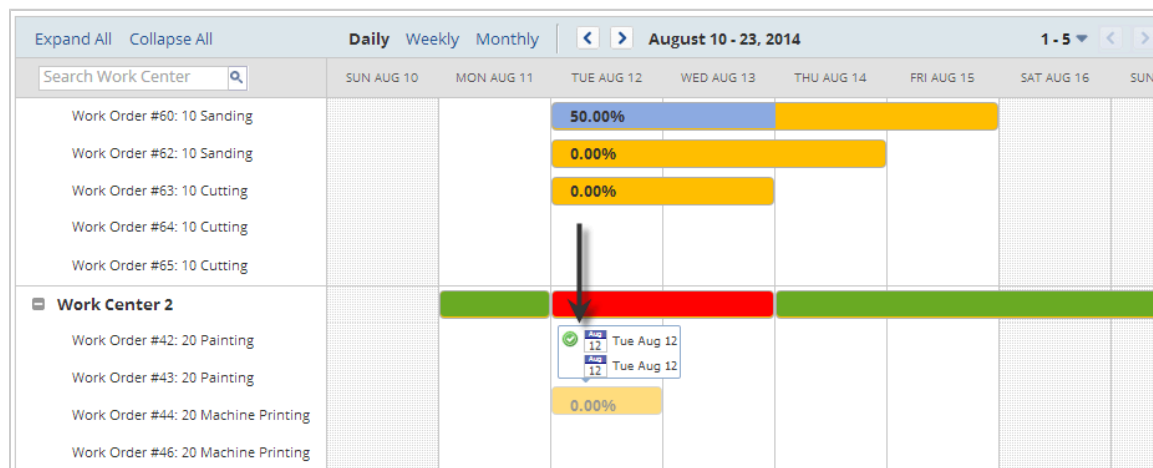 Expand All Collapse All Daily Weekly Monthly August 10 - 23, 2014 1 - 5
Search Work Center SUN AUG 10 MON AUG 11 TUE AUG 12 WED AUG 13 THU AUG 14 FRI AUG 15 SAT AUG 16 SUN
Work Order #60: 10 Sanding 50.00%
Work Order #62: 10 Sanding 0.00%
Work Order #63: 10 Cutting 0.00%
Work Order #64: 10 Cutting
Work Order #65: 10 Cutting
Work Center 2
Work Order #42: 20 Painting Aug 12 Tue Aug 12
Aug 12 Tue Aug 12
Work Order #43: 20 Painting
Work Order #44: 20 Machine Printing 0.00%
Work Order #46: 20 Machine Printing